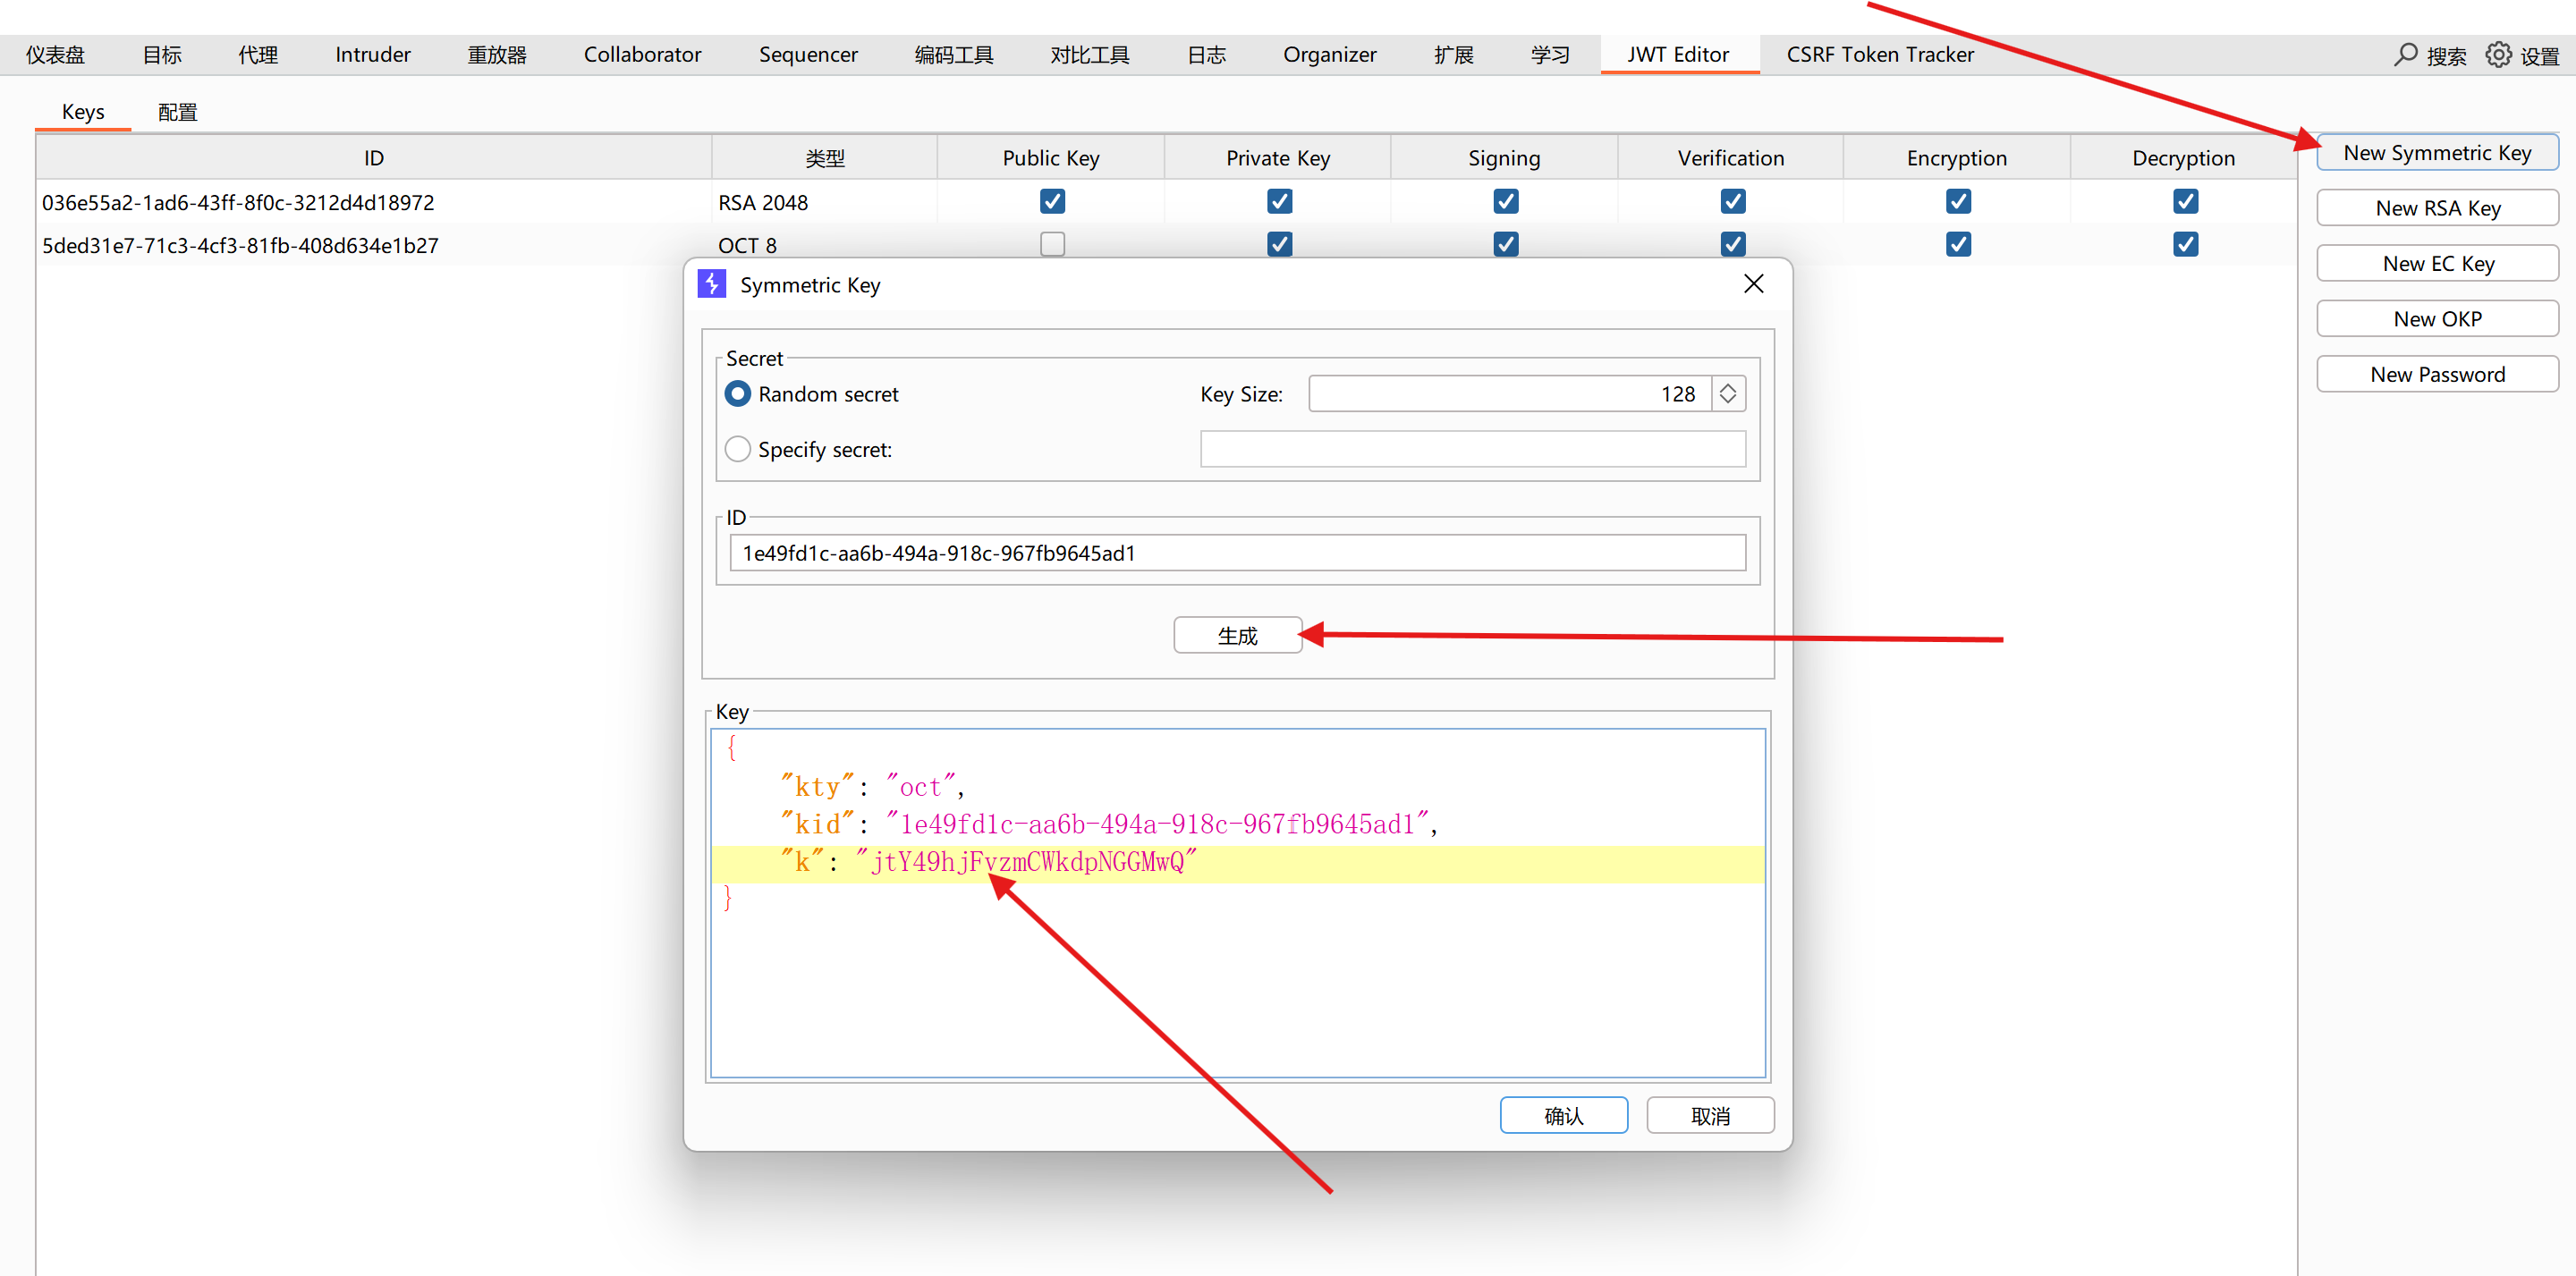 仪表盘 目标 代理 Intruder 重放器 Collaborator Sequencer 编码工具 对比工具 日志 Organizer 扩展 学习 JWT Editor CSRF Token Tracker 搜索 设置
Keys 配置
ID 类型 Public Key Private Key Signing Verification Encryption Decryption
036e55a2-1ad6-43ff-8f0c-3212d4d18972 RSA 2048
5ded31e7-71c3-4cf3-81fb-408d634e1b27 OCT 8
New Symmetric Key
New RSA Key
New EC Key
New OKP
New Password
Symmetric Key
Secret
Random secret Key Size: 128
Specify secret:
ID
1e49fd1c-aa6b-494a-918c-967fb9645ad1
生成
Key
{
"kty": "oct",
"kid": "1e49fd1c-aa6b-494a-918c-967fb9645ad1",
"k": "jtY49hjFvzmCWkdpNGGMwQ"
}
确认 取消